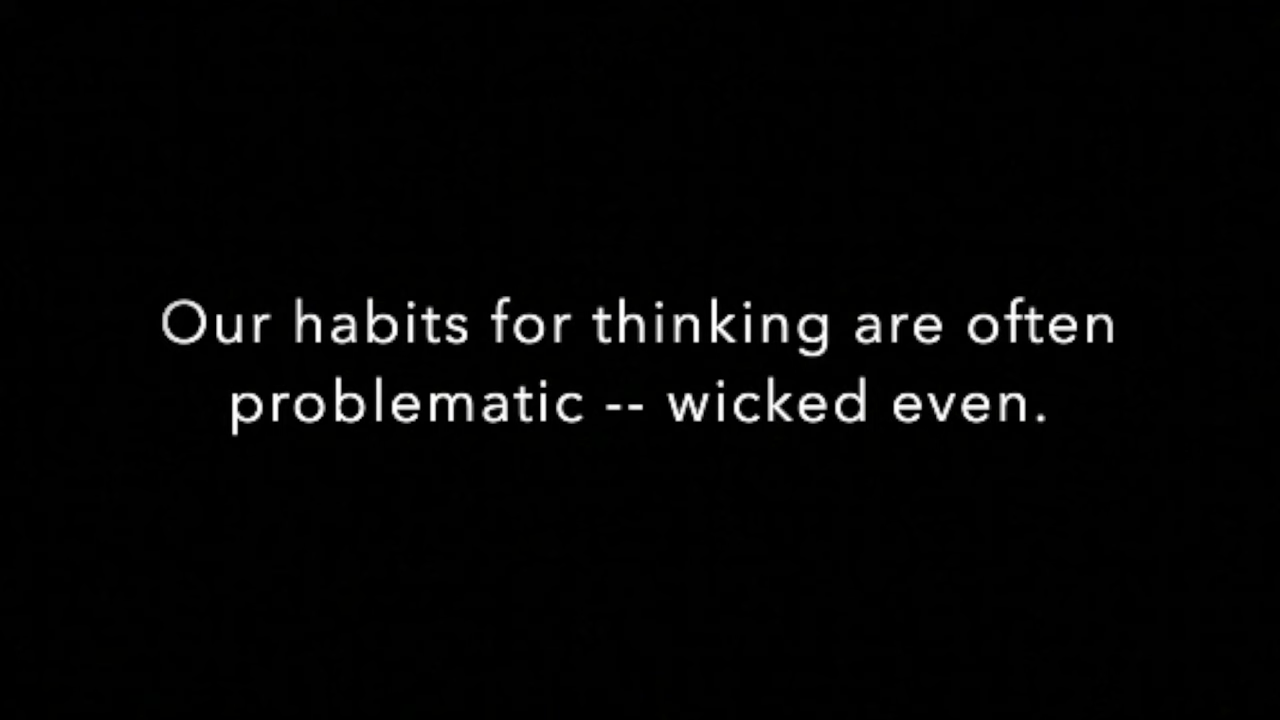 Our habits for thinking are often
problematic -- wicked even.